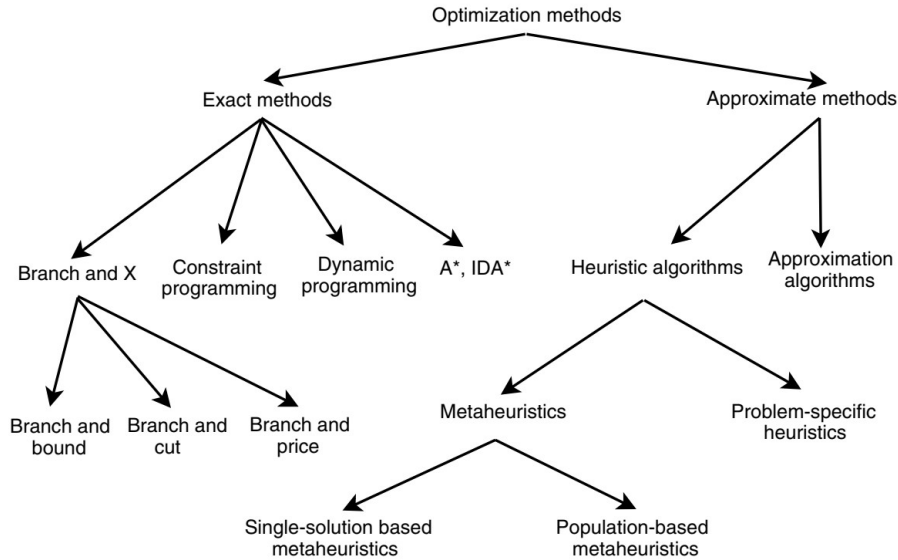 Optimization methods
Exact methods
Approximate methods
Branch and X
Constraint
programming
Dynamic
programming
A*, IDA*
Heuristic algorithms
Approximation
algorithms
Branch and
bound
Branch and
cut
Branch and
price
Metaheuristics
Problem-specific
heuristics
Single-solution based
metaheuristics
Population-based
metaheuristics